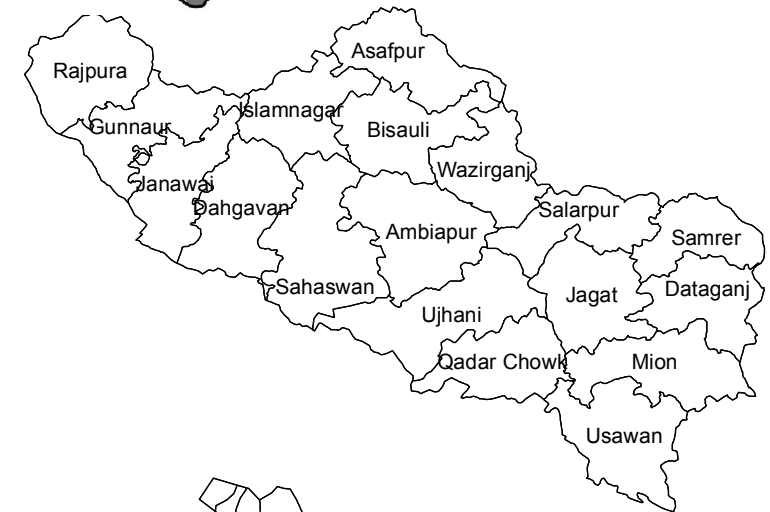 Asafpur
Rajpura
Islamnagar
Gunnaur
Bisauli
Wazirganj
Janawai
Dahgavan
Salarpur
Ambiapur
Samrer
Sahaswan
Dataganj
Jagat
Ujhani
Qadar Chowk
Mion
Usawan